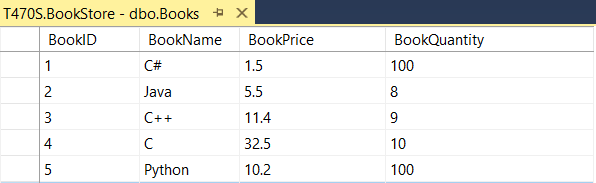 T470S.BookStore - dbo.Books
BookID BookName BookPrice BookQuantity
1 C# 1.5 100
2 Java 5.5 8
3 C++ 11.4 9
4 C 32.5 10
5 Python 10.2 100